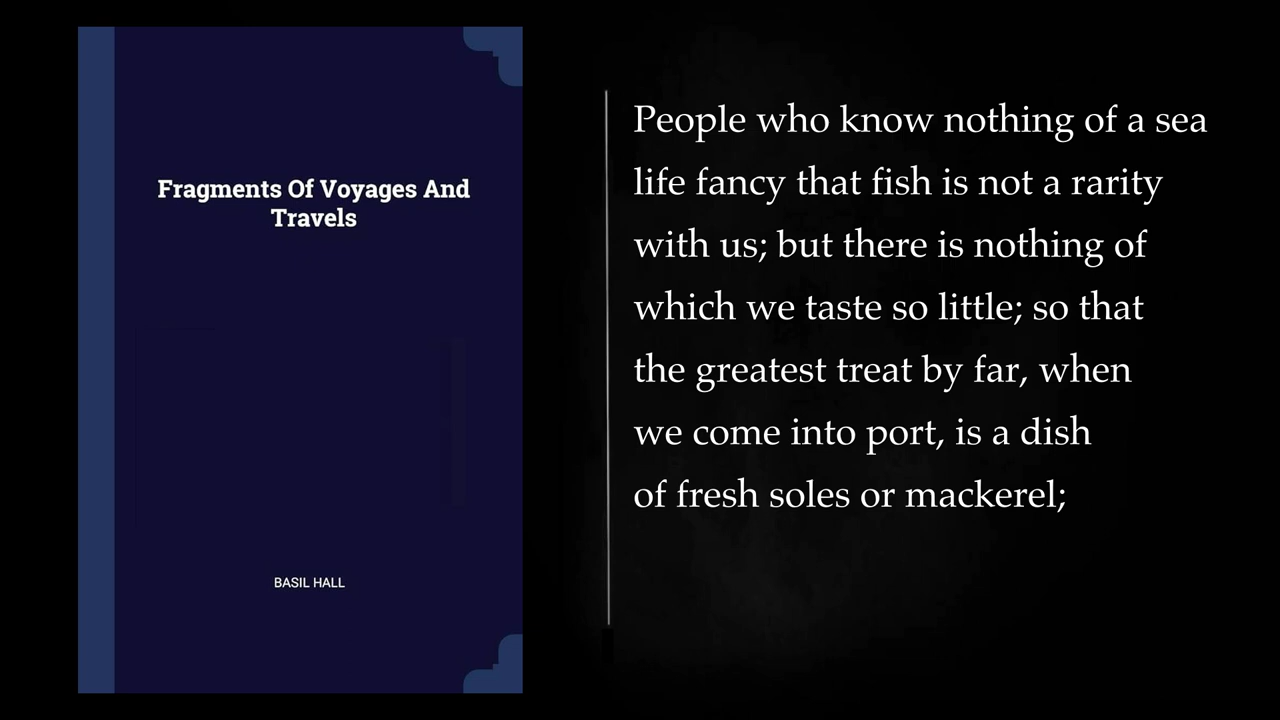 Fragments Of Voyages And
Travels
BASIL HALL
People who know nothing of a sea
life fancy that fish is not a rarity
with us; but there is nothing of
which we taste so little; so that
the greatest treat by far, when
we come into port, is a dish
of fresh soles or mackerel;